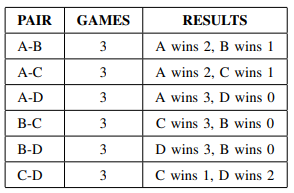 PAIR GAMES RESULTS
A-B 3 A wins 2, B wins 1
A-C 3 A wins 2, C wins 1
A-D 3 A wins 3, D wins 0
B-C 3 C wins 3, B wins 0
B-D 3 D wins 3, B wins 0
C-D 3 C wins 1, D wins 2